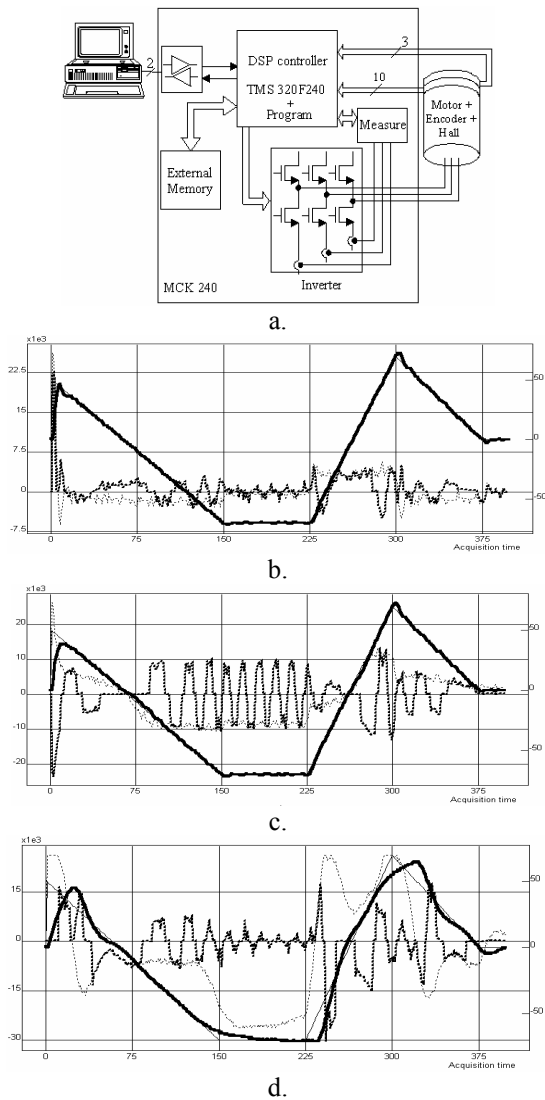 2
DSP controller
TMS 320F240
+
Program
3
10
Motor +
Encoder +
Hall
Measure
External
Memory
MCK 240
Inverter
a.
x1e3
22.5
15
7.5
0
-7.5
50
0
-50
0
75
150
225
300
375
Acquisition time
b.
x1e3
20
10
0
-10
-20
50
0
-50
0
75
150
225
300
375
Acquisition time
c.
x1e3
15
0
-15
-30
50
0
-50
0
75
150
225
300
375
Acquisition time
d.